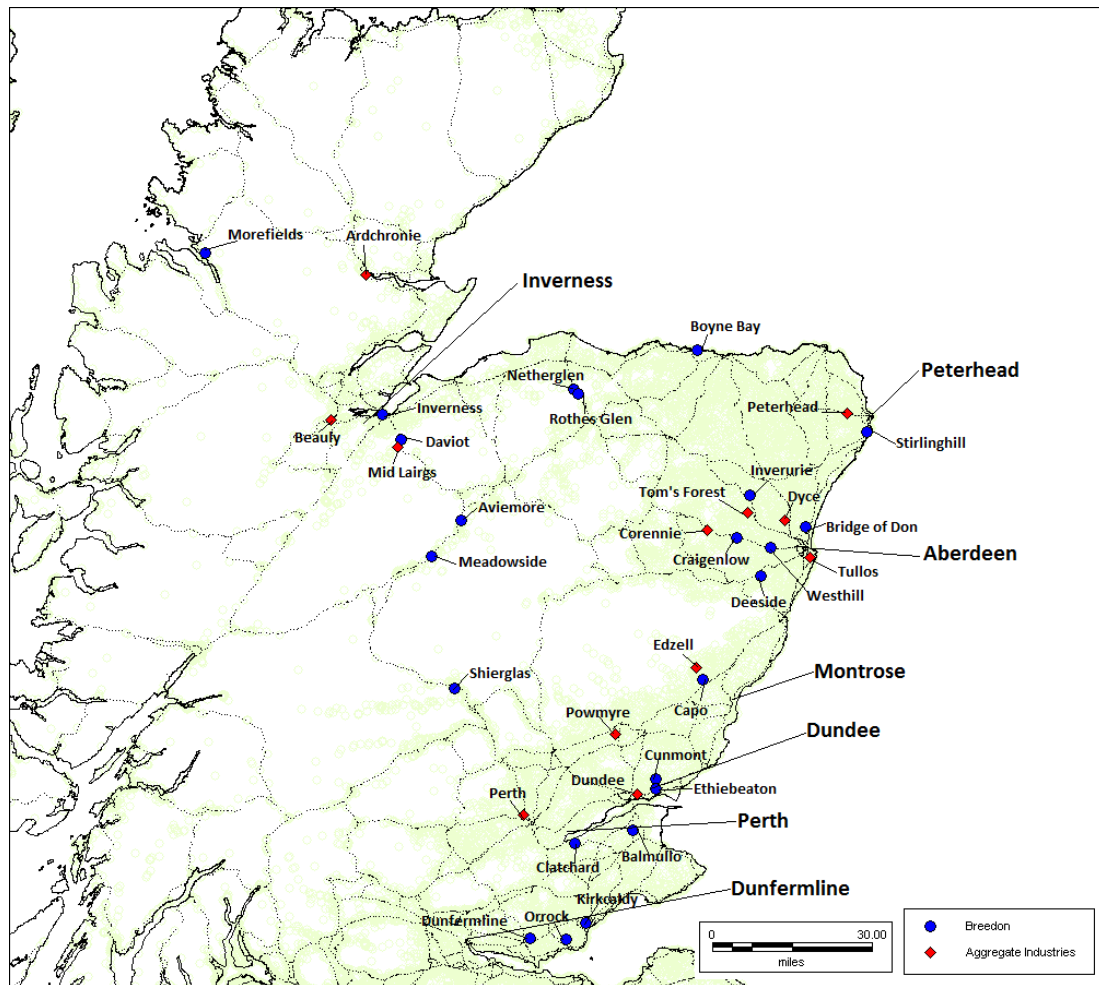 Morefields
Ardchronie
Inverness
Boyne Bay
Peterhead
Netherglen
Rothes Glen
Peterhead
Inverness
Beauly
Daviot
Stirlinghill
Mid Lairgs
Inverurie
Tom's Forest
Dyce
Aviemore
Corennie
Bridge of Don
Meadowside
Craigenlow
Aberdeen
Tullos
Westhill
Deeside
Edzell
Shierglas
Montrose
Capo
Powmyre
Dundee
Cunmont
Dundee
Ethiebeaton
Perth
Perth
Balmullo
Clatchard
Dunfermline
Kirkcaldy
Dunfermline
Orrock
0 30.00
miles
Breedon
Aggregate Industries